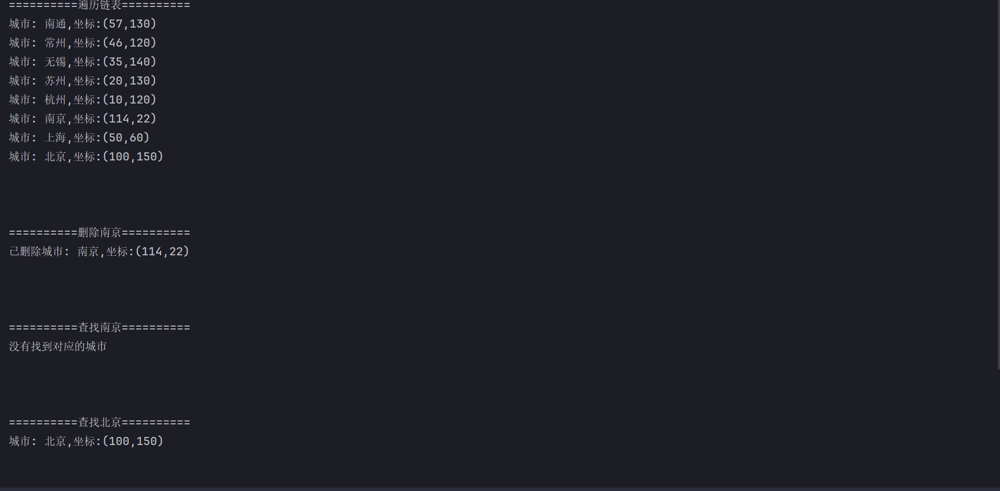 ==========遍历链表==========
城市: 南通,坐标:(57,130)
城市: 常州,坐标:(46,120)
城市: 无锡,坐标:(35,140)
城市: 苏州,坐标:(20,130)
城市: 杭州,坐标:(10,120)
城市: 南京,坐标:(114,22)
城市: 上海,坐标:(50,60)
城市: 北京,坐标:(100,150)
==========删除南京==========
已删除城市: 南京,坐标:(114,22)
==========查找南京==========
没有找到对应的城市
==========查找北京==========
城市: 北京,坐标:(100,150)